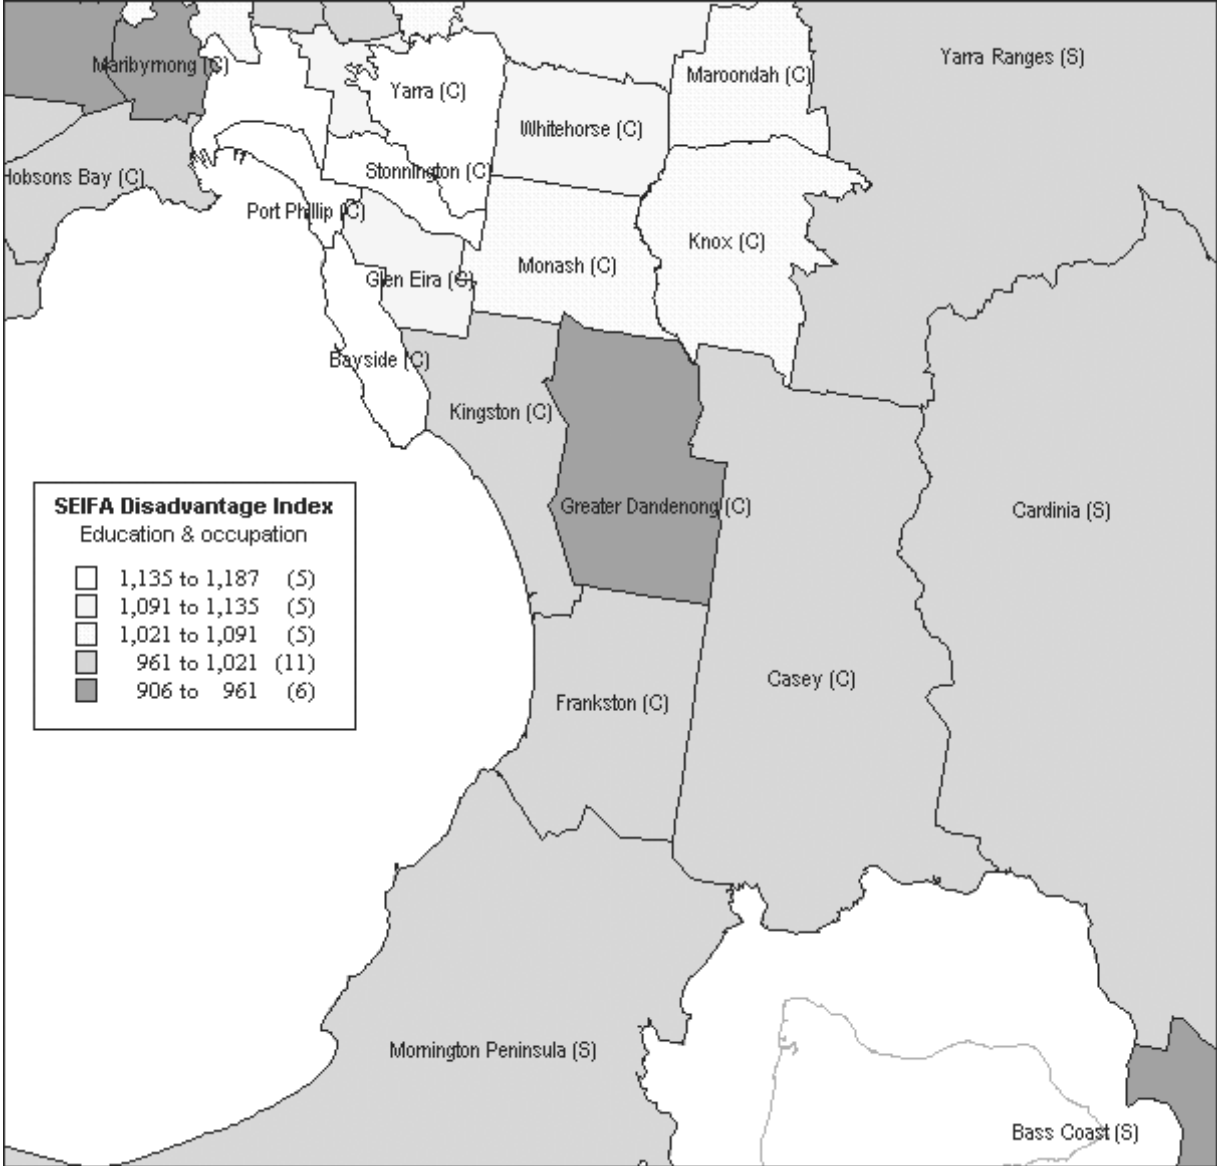 Yarra Ranges (S)
Maribyrnong (C)
Maroondah (C)
Yarra (C)
Whitehorse (C)
Stonnington (C)
Hobsons Bay (C)
Port Phillip (C)
Knox (C)
Monash (C)
Glen Eira (C)
Bayside (C)
Kingston (C)
SEIFA Disadvantage Index
Education & occupation
1,135 to 1,187 (5)
1,091 to 1,135 (5)
1,021 to 1,091 (5)
961 to 1,021 (11)
906 to 961 (6)
Greater Dandenong (C)
Cardinia (S)
Casey (C)
Frankston (C)
Mornington Peninsula (S)
Bass Coast (S)